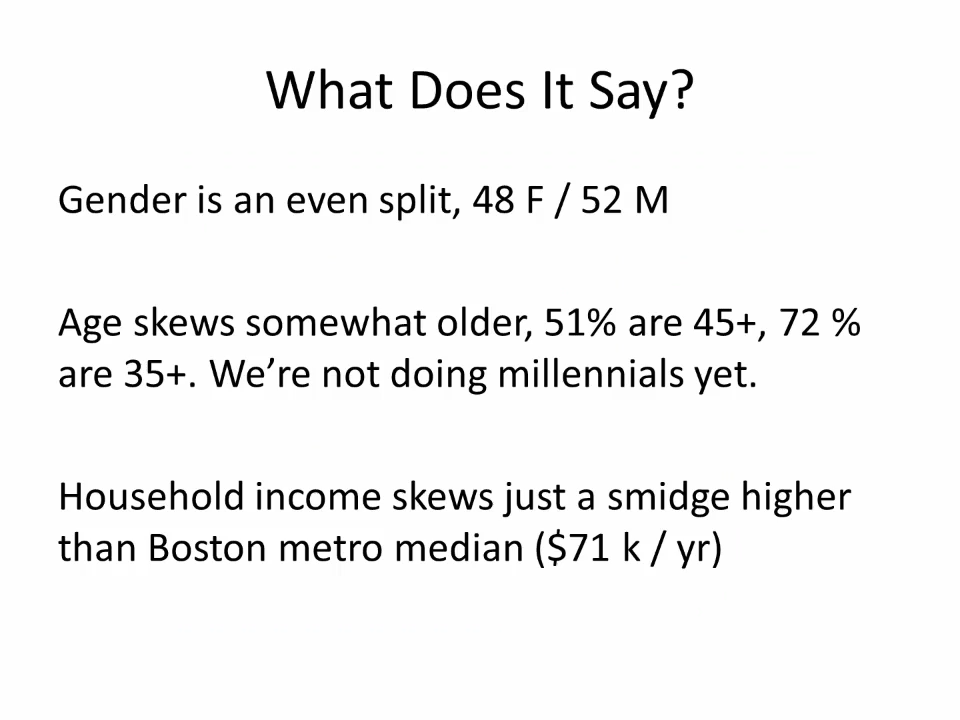 What Does It Say?
Gender is an even split, 48 F / 52 M
Age skews somewhat older, 51% are 45+, 72 %
are 35+. We’re not doing millennials yet.
Household income skews just a smidge higher
than Boston metro median ($71 k / yr)